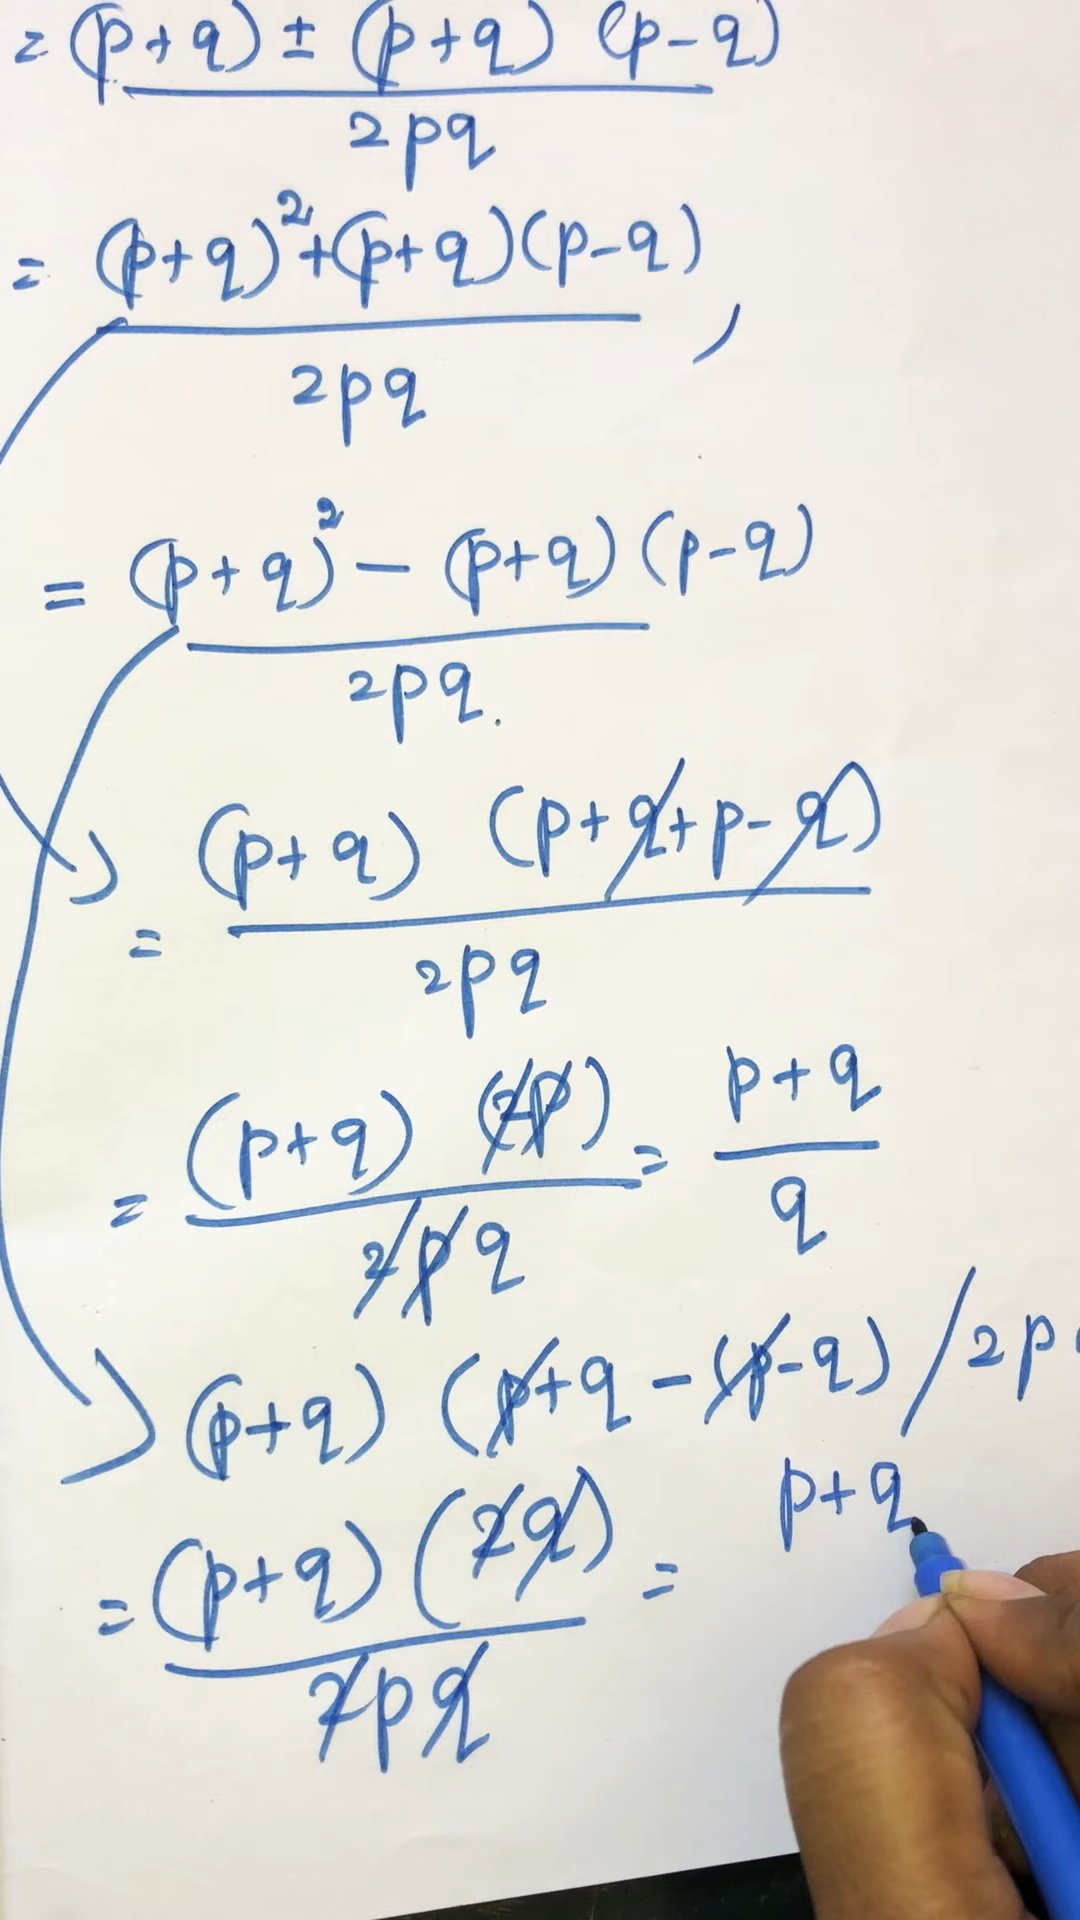 = (p+q) ± (p+q) (p-q)
2pq
= (p+q)²+(p+q)(p-q) ,
2pq
= (p+q)² - (p+q) (p-q)
2pq.
= (p+q) (p+q+p-q)
2pq
= (p+q) (2p) = p+q
2pq q
(p+q) (p+q - (p-q) / 2p
= (p+q) (2q) = p+q
2pq